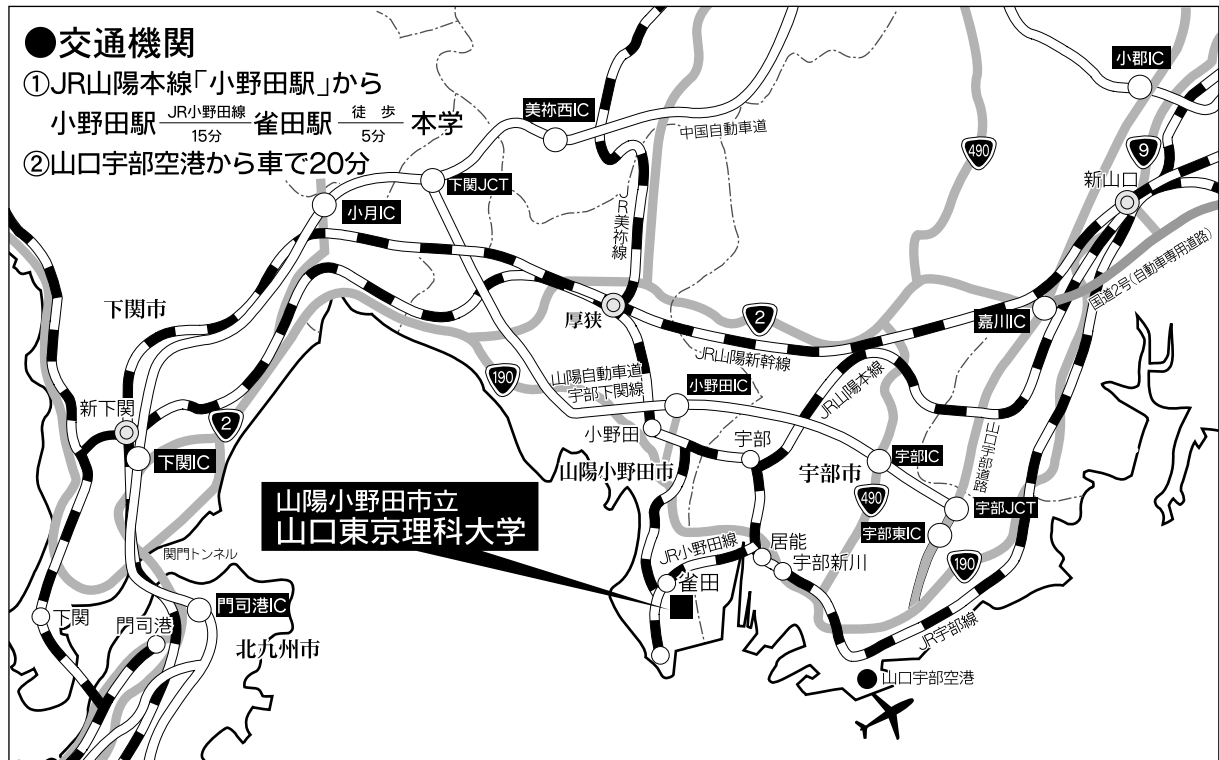 ●交通機関
①JR山陽本線「小野田駅」から
小野田駅 JR小野田線 15分 雀田駅 徒歩 5分 本学
②山口宇部空港から車で20分
小郡IC
美祢西IC
中国自動車道
490
9
新山口
下関JCT
小月IC
JR美祢線
国道2号(自動車専用道路)
下関市
厚狭
2
嘉川IC
JR山陽新幹線
190
山陽自動車道
宇部下関線
小野田IC
JR山陽本線
新下関
2
小野田
宇部
山口宇部道路
下関IC
山陽小野田市
宇部市
宇部IC
490
宇部JCT
山陽小野田市立
山口東京理科大学
宇部東IC
関門トンネル
JR小野田線
居能
宇部新川
190
雀田
下関
門司港IC
門司港
北九州市
JR宇部線
山口宇部空港